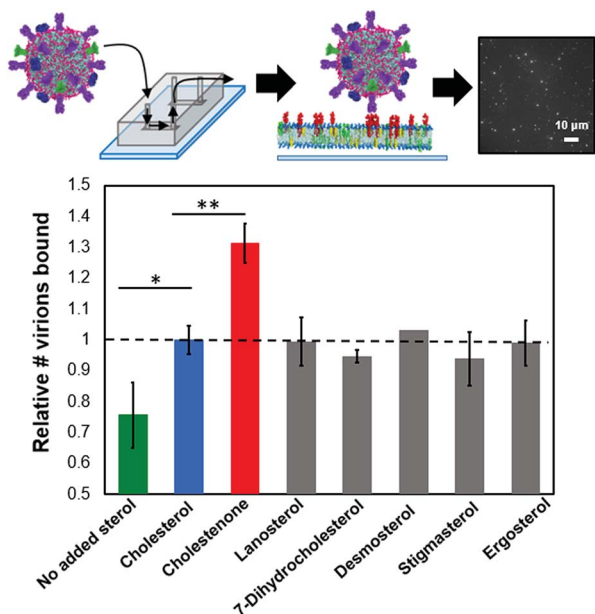 10 μm
1.5
1.4
1.3
1.2
1.1
1
0.9
0.8
0.7
0.6
0.5
Relative # virions bound
*
**
No added sterol
Cholesterol
Cholestenone
Lanosterol
7-Dihydrocholesterol
Desmosterol
Stigmasterol
Ergosterol